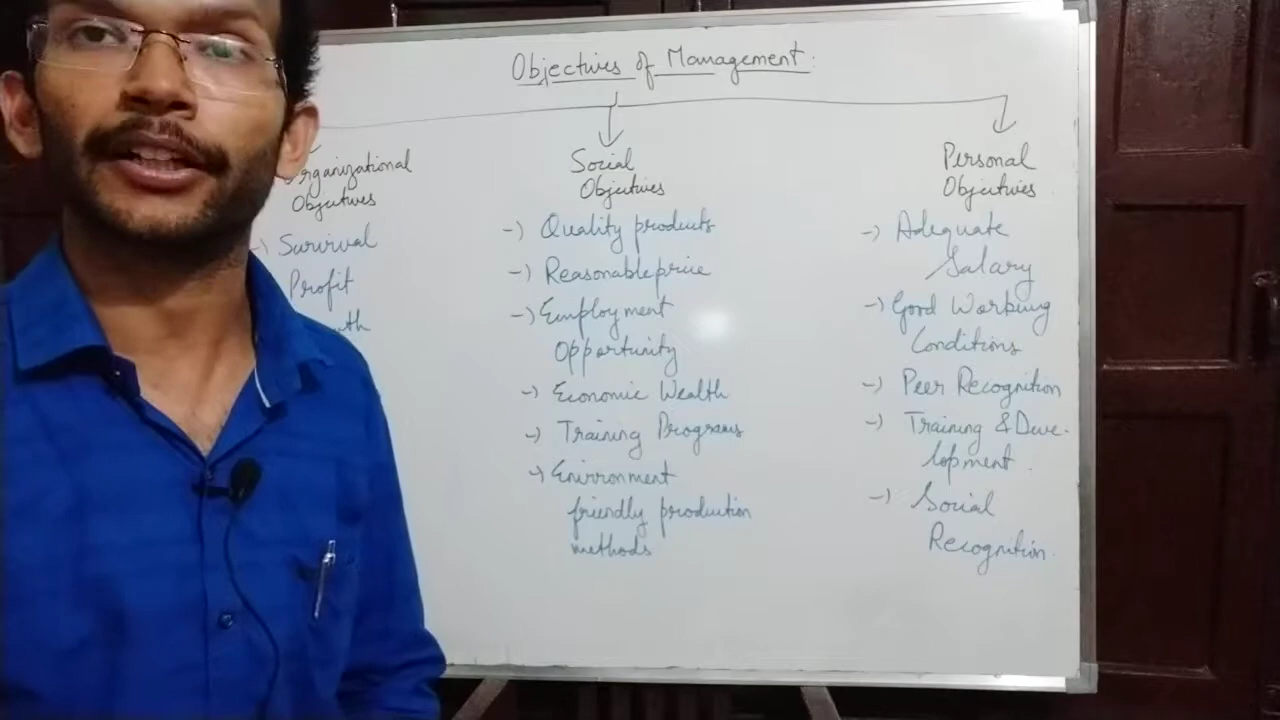 Objectives of Management:
Organizational
Objectives
-) Survival
Profit
Social
Objectives
-) Quality products
-) Reasonable price
-) Employment
Opportunity
-) Economic Wealth
-) Training Programs
-) Environment
friendly production
methods
Personal
Objectives
-) Adequate
Salary
-) Good Working
Conditions
-) Peer Recognition
-) Training & Deve-
lopment.
-) Social
Recognition.